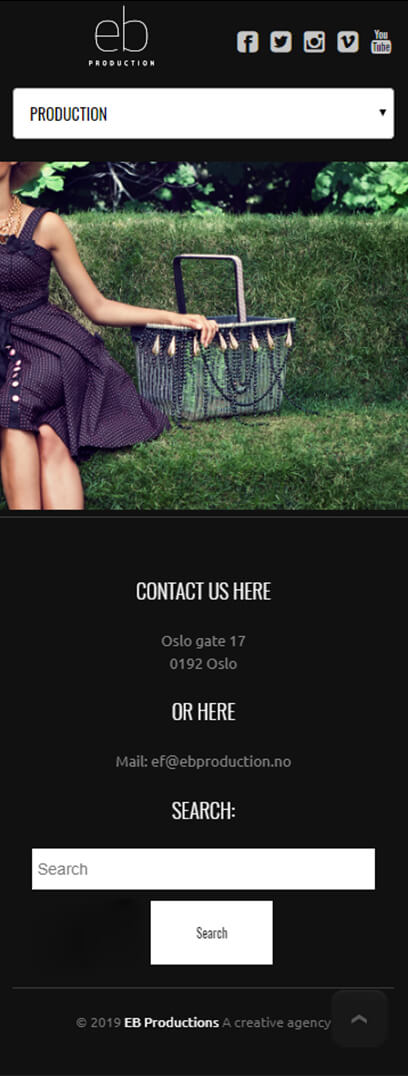 eb
PRODUCTION
You
Tube
PRODUCTION
CONTACT US HERE
Oslo gate 17
0192 Oslo
OR HERE
Mail: ef@ebproduction.no
SEARCH:
Search
Search
© 2019 EB Productions A creative agency